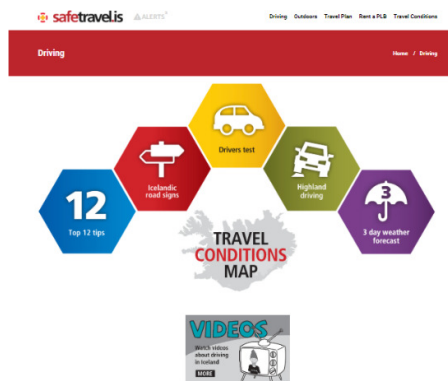 safetravel.is
ALERTS
Driving Outdoors Travel Plan Rent a PLB Travel Conditions
Driving
Home / Driving
Drivers test
Icelandic
road signs
Highland
driving
12
Top 12 tips
3
3 day weather
forecast
TRAVEL
CONDITIONS
MAP
VIDEOS
Watch videos
about driving
in Iceland
MORE